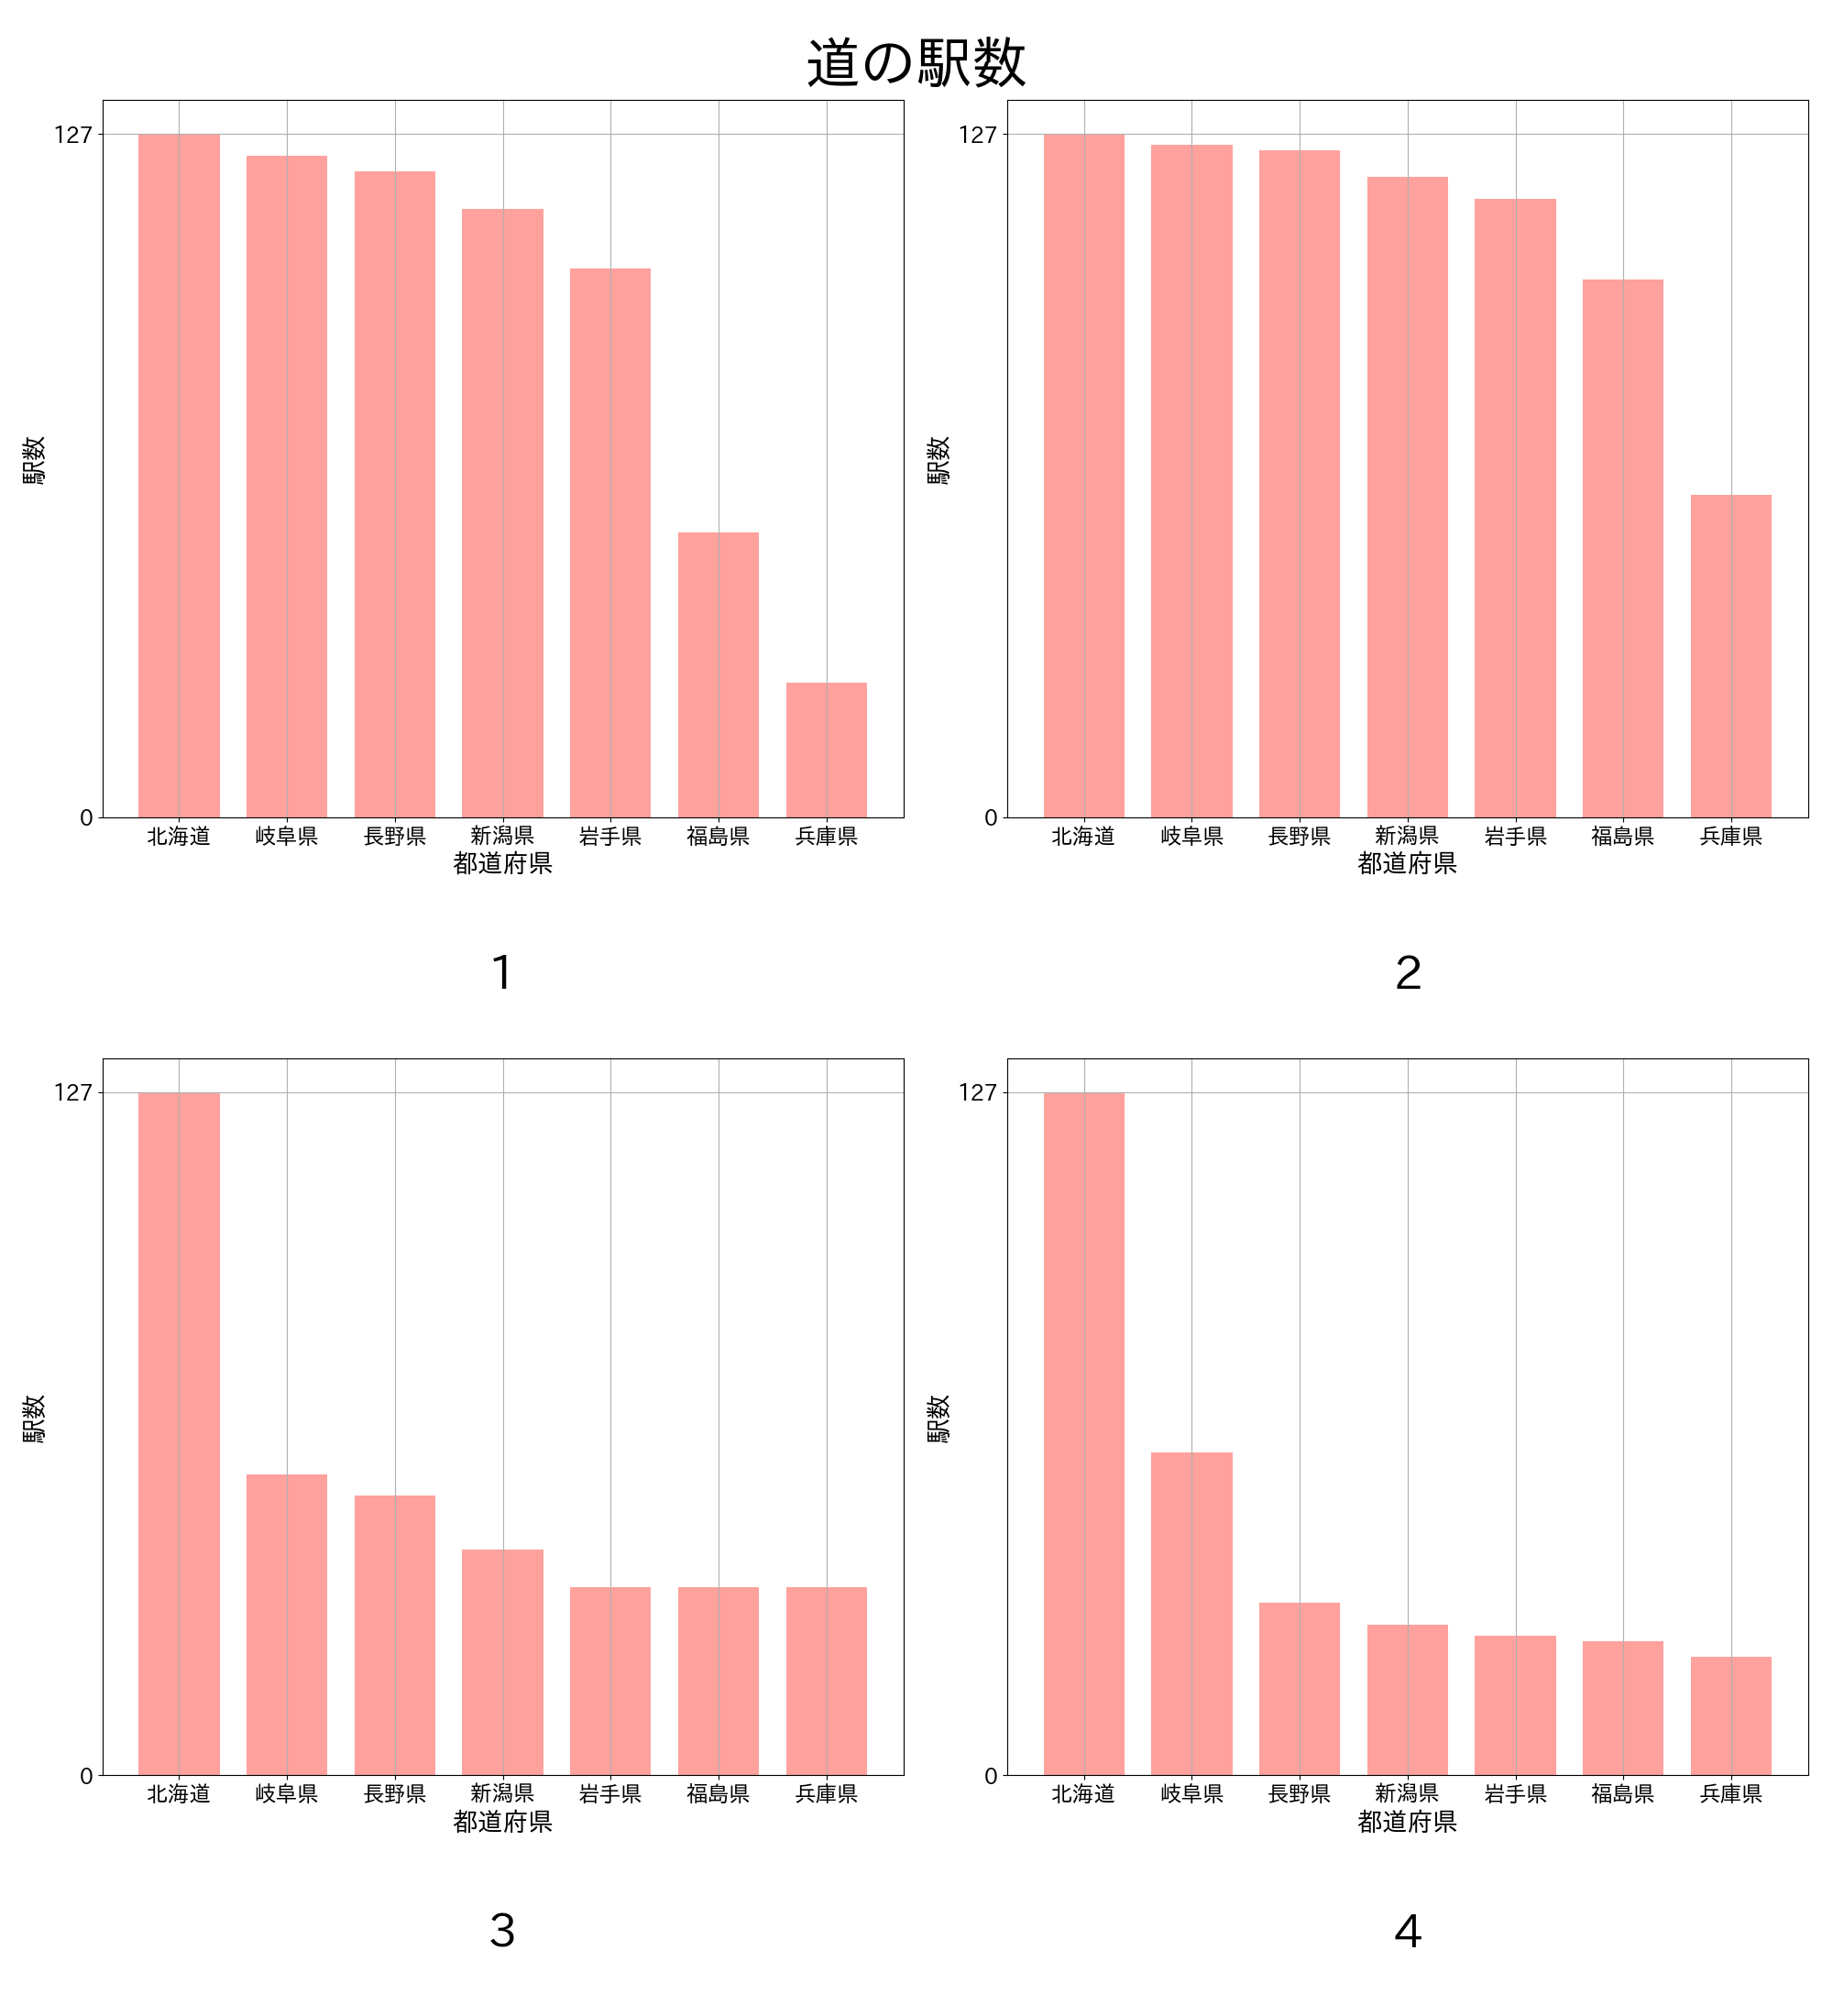 道の駅数
127
0
駅数
北海道 岐阜県 長野県 新潟県 岩手県 福島県 兵庫県
都道府県
1
127
0
駅数
北海道 岐阜県 長野県 新潟県 岩手県 福島県 兵庫県
都道府県
2
127
0
駅数
北海道 岐阜県 長野県 新潟県 岩手県 福島県 兵庫県
都道府県
3
127
0
駅数
北海道 岐阜県 長野県 新潟県 岩手県 福島県 兵庫県
都道府県
4